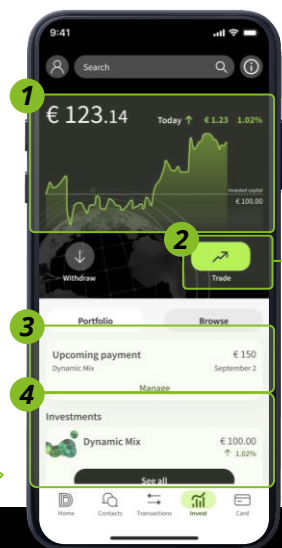 9:41
Search
1
€ 123.14
Today ↑ € 1.23 1.02%
Invested capital
€ 100.00
2
Withdraw
Trade
Portfolio
Browse
3
Upcoming payment € 150
Dynamic Mix September 2
Manage
4
Investments
Dynamic Mix € 100.00
↑ 1.02%
See all
Home Contacts Transactions Invest Card